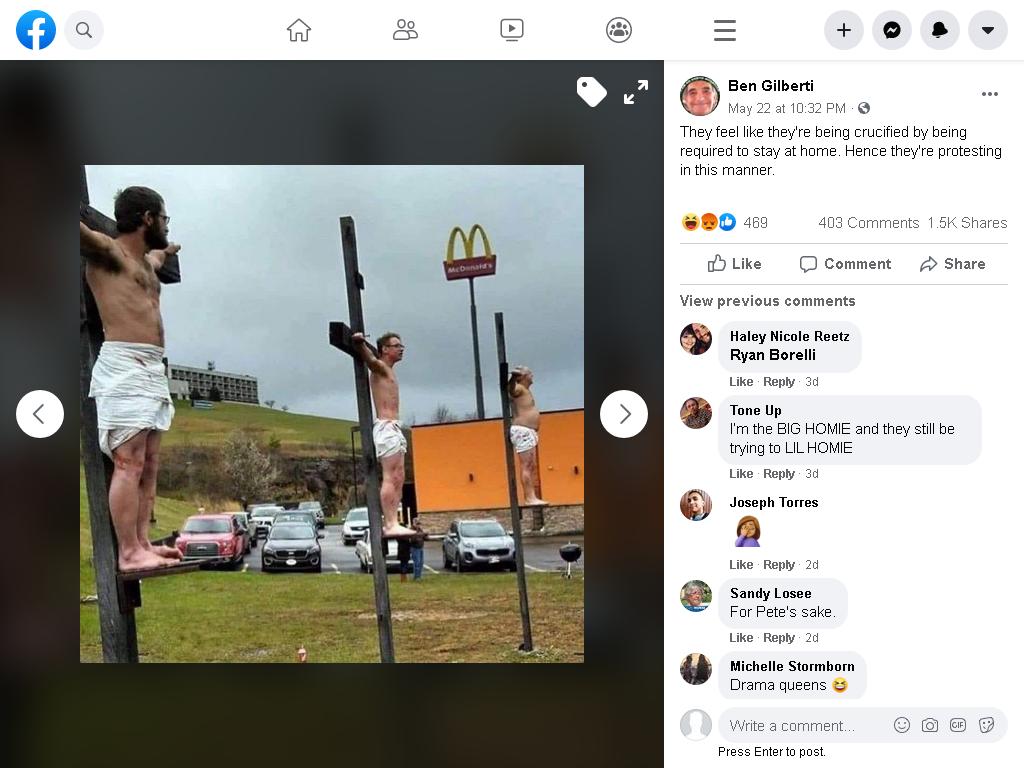 McDonald's
Ben Gilberti
May 22 at 10:32 PM ·
They feel like they're being crucified by being
required to stay at home. Hence they're protesting
in this manner.
469 403 Comments 1.5K Shares
Like Comment Share
View previous comments
Haley Nicole Reetz
Ryan Borelli
Like · Reply · 3d
Tone Up
I'm the BIG HOMIE and they still be
trying to LIL HOMIE
Like · Reply · 3d
Joseph Torres
Like · Reply · 2d
Sandy Losee
For Pete's sake.
Like · Reply · 2d
Michelle Stormborn
Drama queens
Write a comment...
GIF
Press Enter to post.